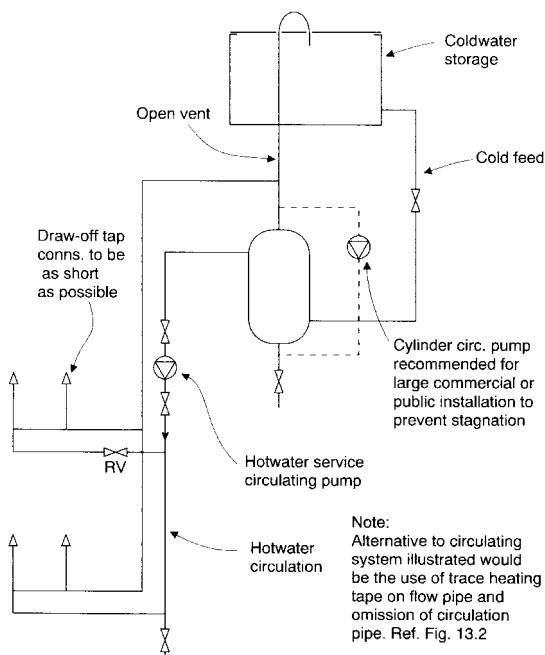 Coldwater
storage
Open vent
Cold feed
Draw-off tap
conns. to be
as short
as possible
Cylinder circ. pump
recommended for
large commercial or
public installation to
prevent stagnation
RV
Hotwater service
circulating pump
Hotwater
circulation
Note:
Alternative to circulating
system illustrated would
be the use of trace heating
tape on flow pipe and
omission of circulation
pipe. Ref. Fig. 13.2